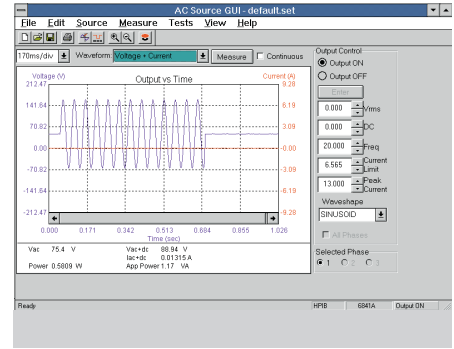 AC Source GUI - default.set
File Edit Source Measure Tests View Help
170ms/div Waveform: Voltage + Current Measure Continuous
Output Control
Output ON
Output OFF
Enter
0.000 Vrms
0.000 DC
20.000 Freq
6.565 Current Limit
13.000 Peak Current
Waveshape
SINUSOID
All Phases
Selected Phase
1 2 3
Voltage (V) Output vs Time Current (A)
212.47 9.28
141.64 6.19
70.82 3.09
0.00 -0.00
-70.82 -3.09
-141.64 -6.19
-212.47 -9.28
0.000 0.171 0.342 0.513 0.684 0.855 1.026
Time (sec)
Vac 75.4 V Vac+dc 88.94 V
Iac+dc 0.01315 A
Power 0.5809 W App Power 1.17 VA
Ready HPIB 6841A Output ON